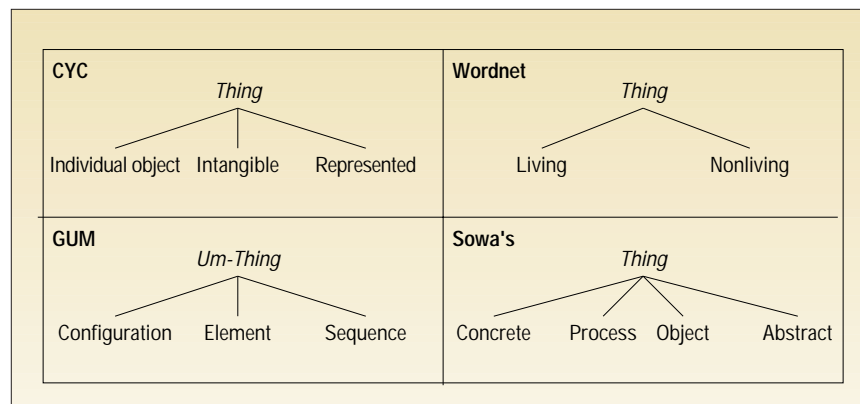 CYC
Thing
Individual object Intangible Represented
Wordnet
Thing
Living Nonliving
GUM
Um-Thing
Configuration Element Sequence
Sowa's
Thing
Concrete Process Object Abstract